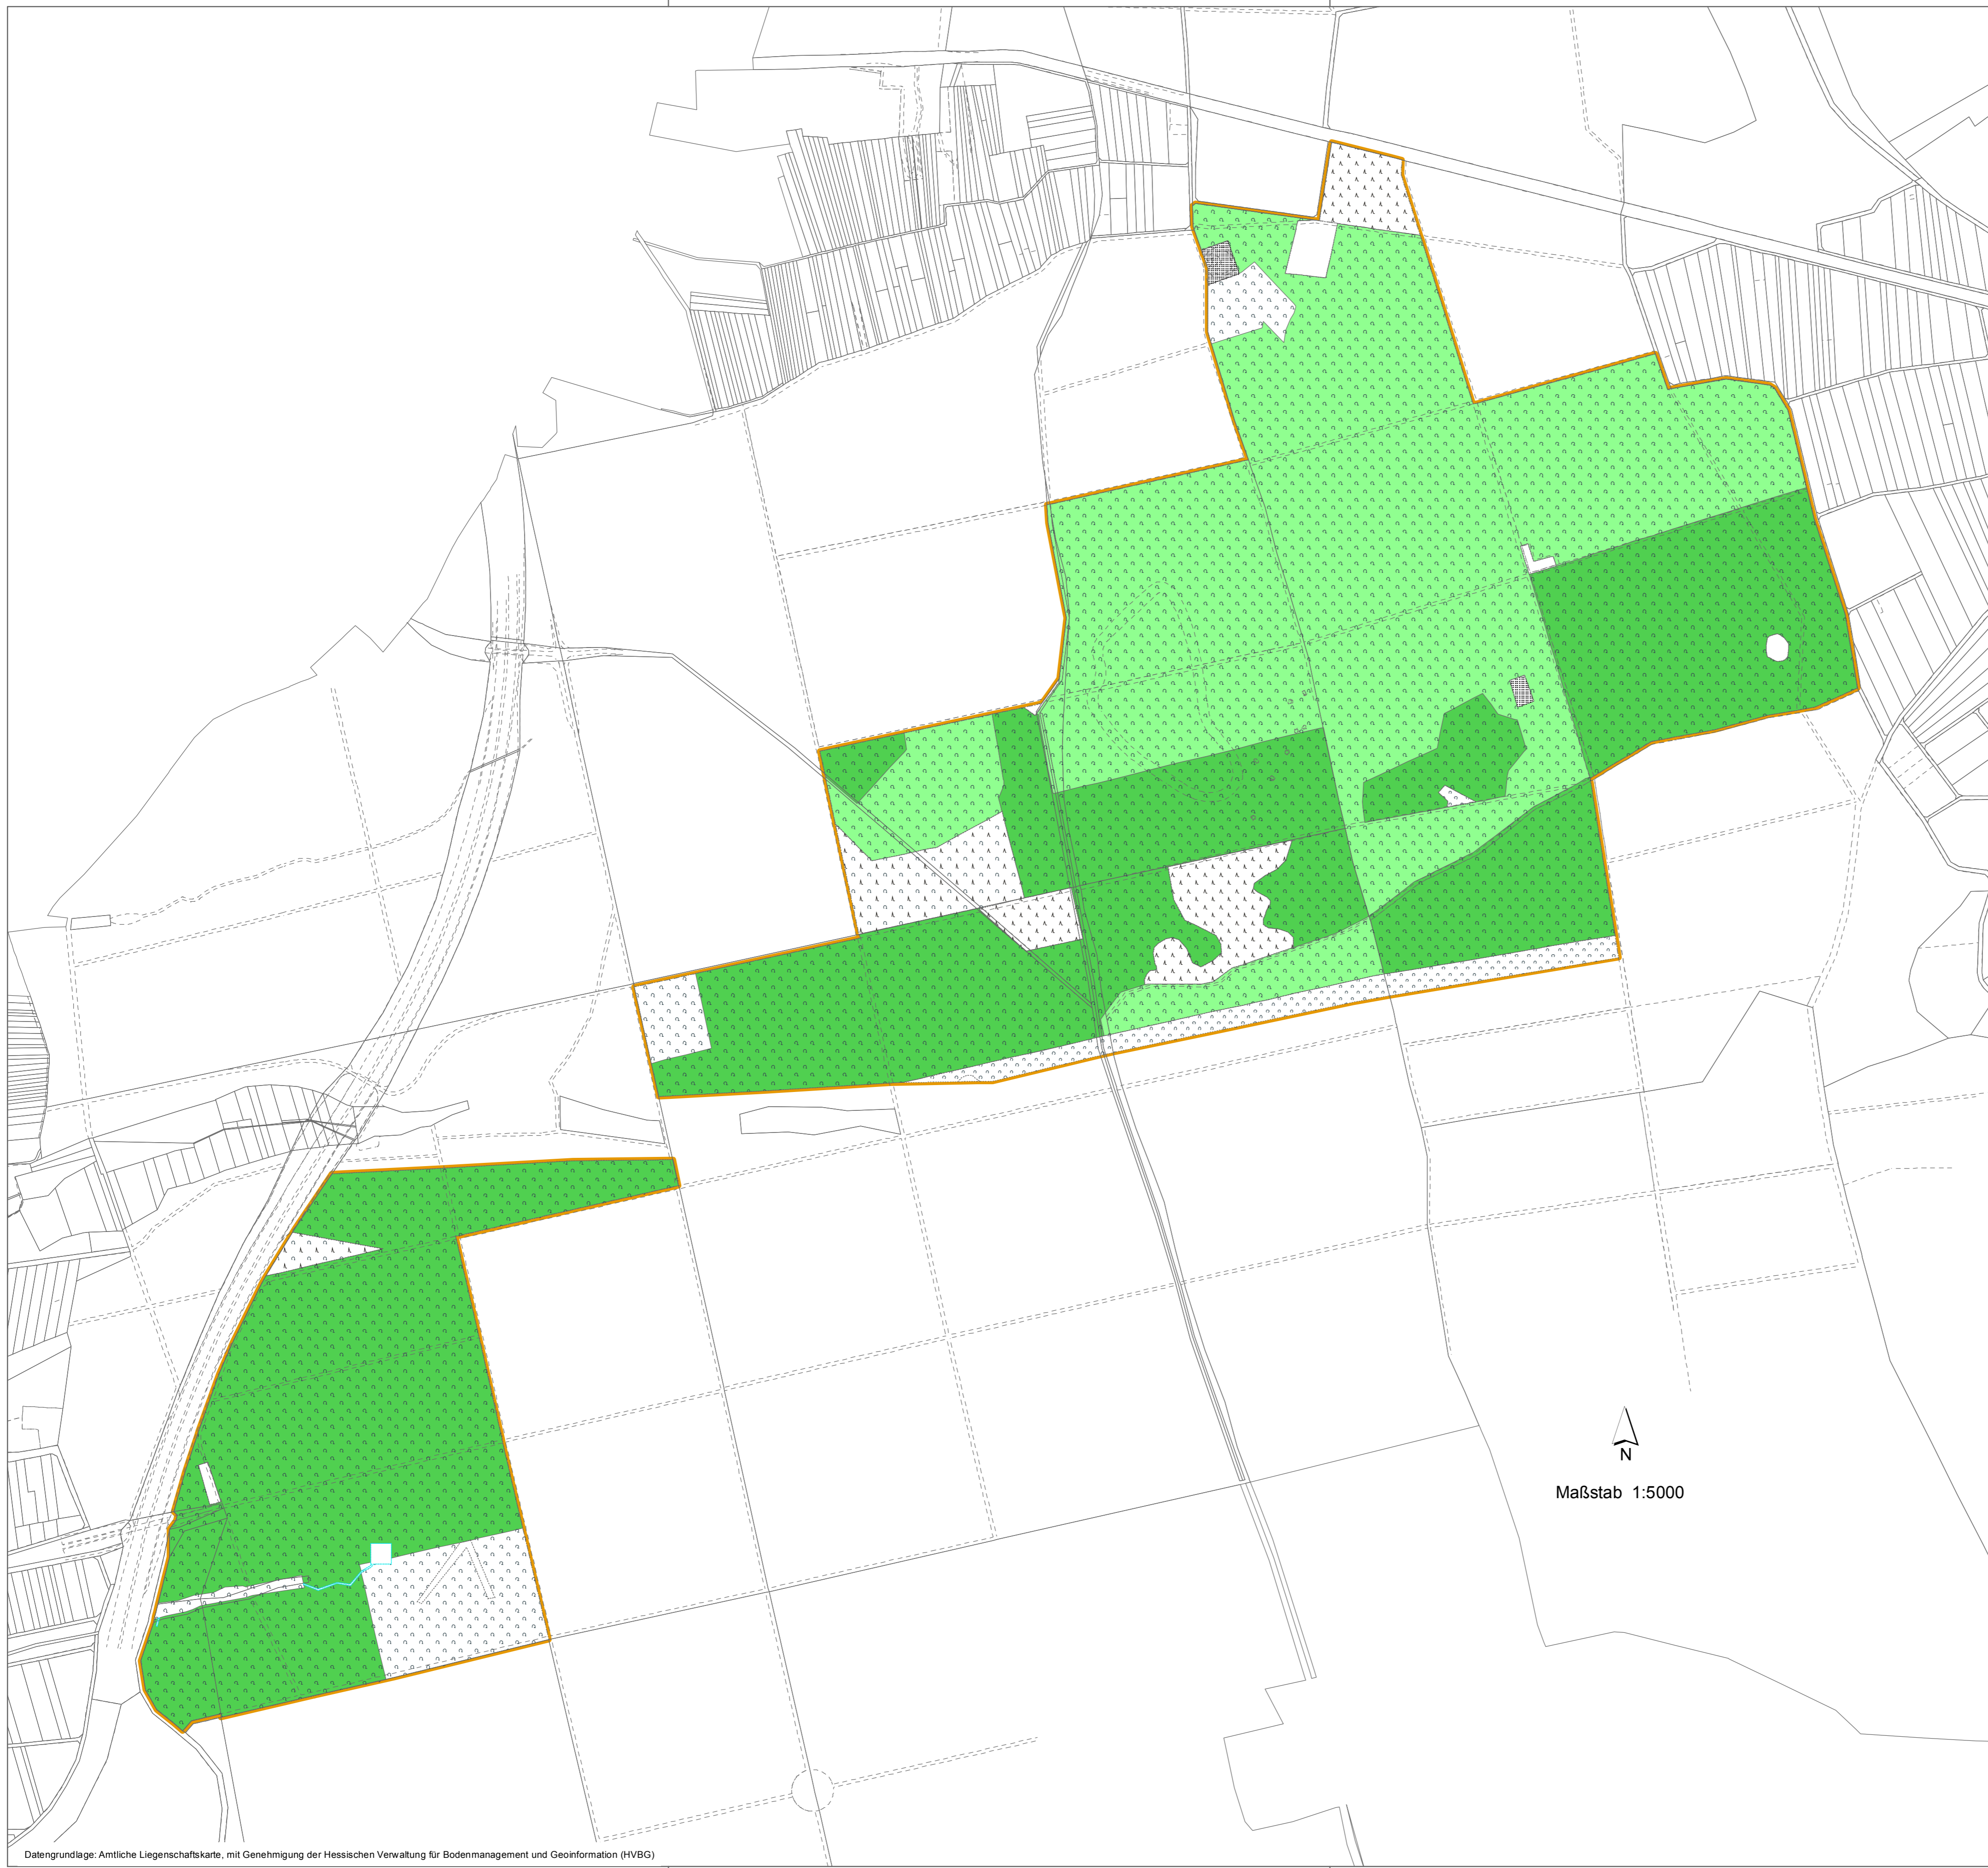 N
Maßstab 1:5000
Datengrundlage: Amtliche Liegenschaftskarte, mit Genehmigung der Hessischen Verwaltung für Bodenmanagement und Geoinformation (HVBG)